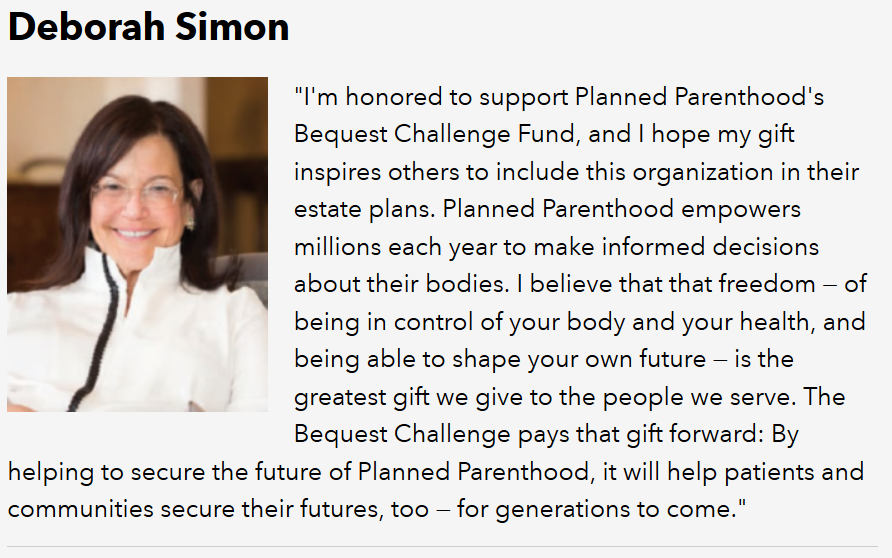 Deborah Simon
"I'm honored to support Planned Parenthood's
Bequest Challenge Fund, and I hope my gift
inspires others to include this organization in their
estate plans. Planned Parenthood empowers
millions each year to make informed decisions
about their bodies. I believe that that freedom – of
being in control of your body and your health, and
being able to shape your own future – is the
greatest gift we give to the people we serve. The
Bequest Challenge pays that gift forward: By
helping to secure the future of Planned Parenthood, it will help patients and
communities secure their futures, too – for generations to come."